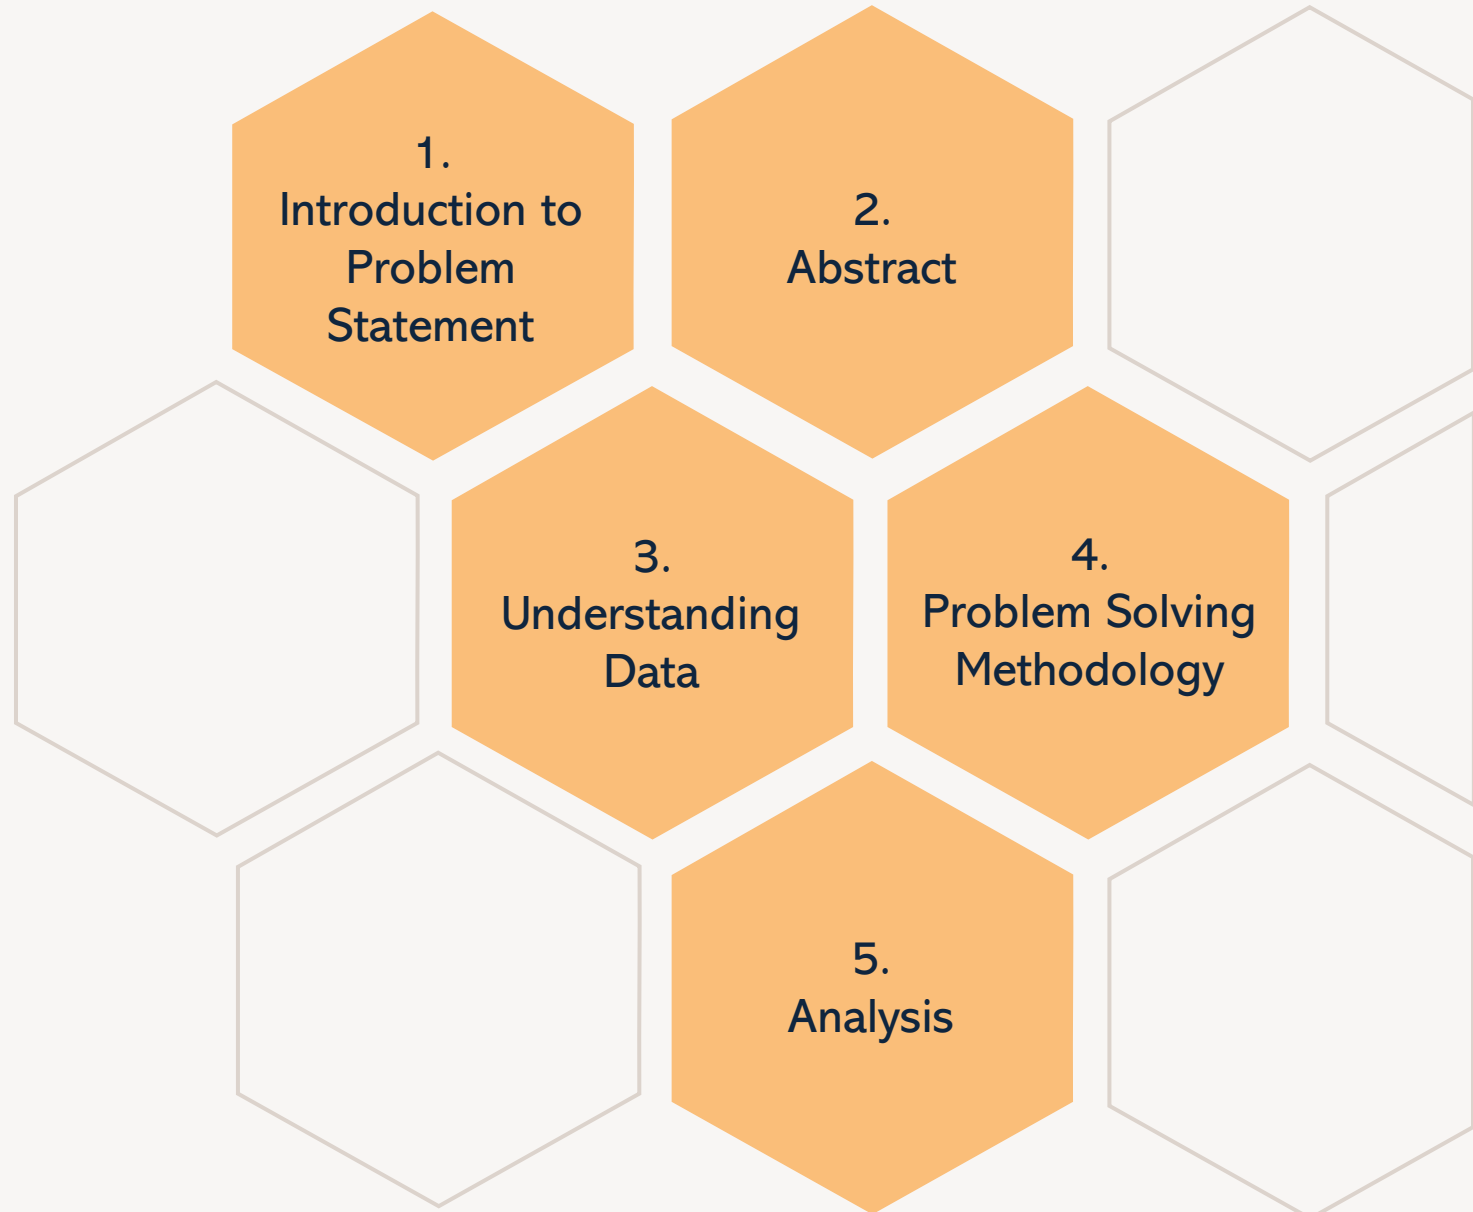 1.
Introduction to
Problem
Statement
2.
Abstract
3.
Understanding
Data
4.
Problem Solving
Methodology
5.
Analysis